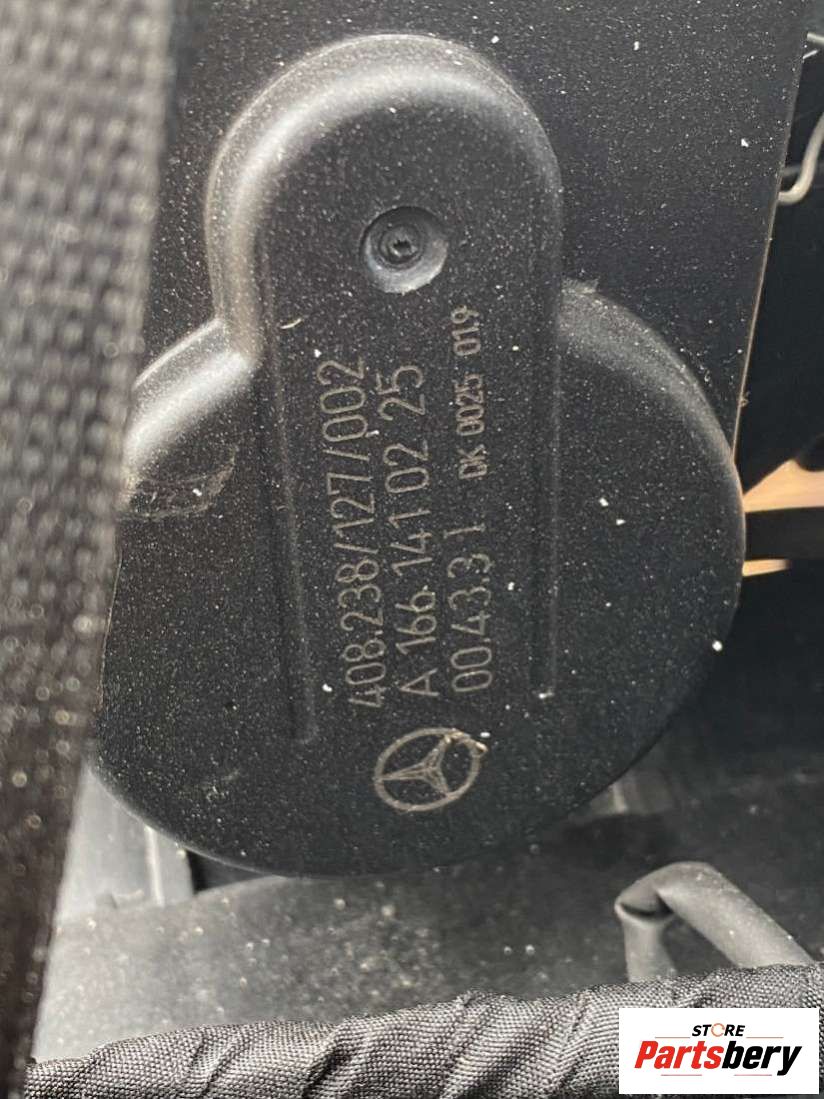 408.238/127/002
A 166 141 02 25
00.43.3 I DK 0025 019
STORE
Partsbery